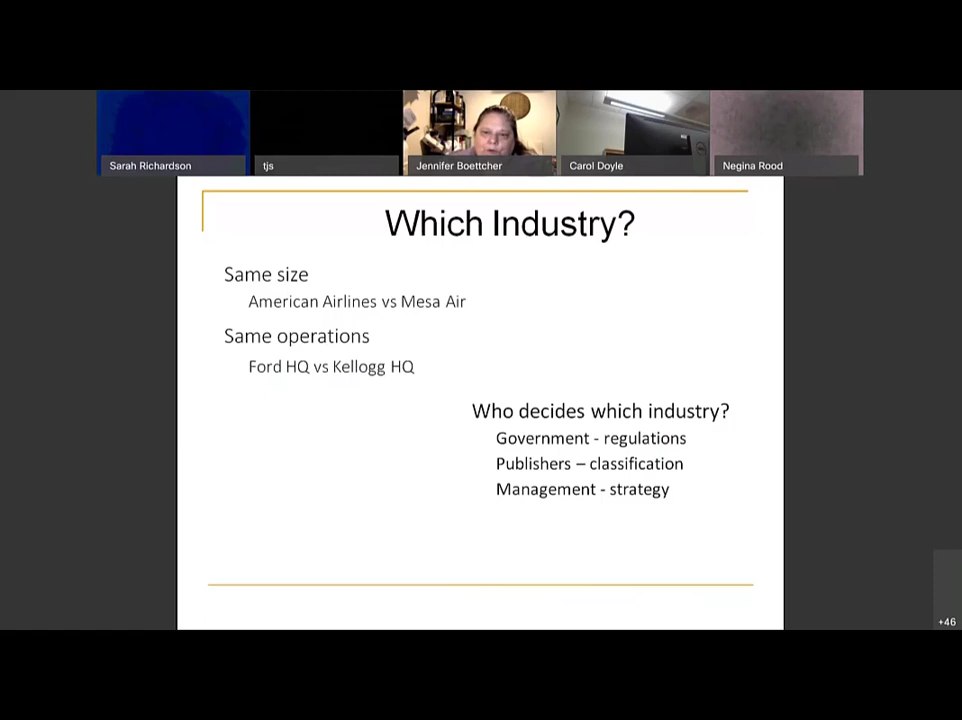 Sarah Richardson
tjs
Jennifer Boettcher
Carol Doyle
Negina Rood
Which Industry?
Same size
American Airlines vs Mesa Air
Same operations
Ford HQ vs Kellogg HQ
Who decides which industry?
Government - regulations
Publishers – classification
Management - strategy
+46